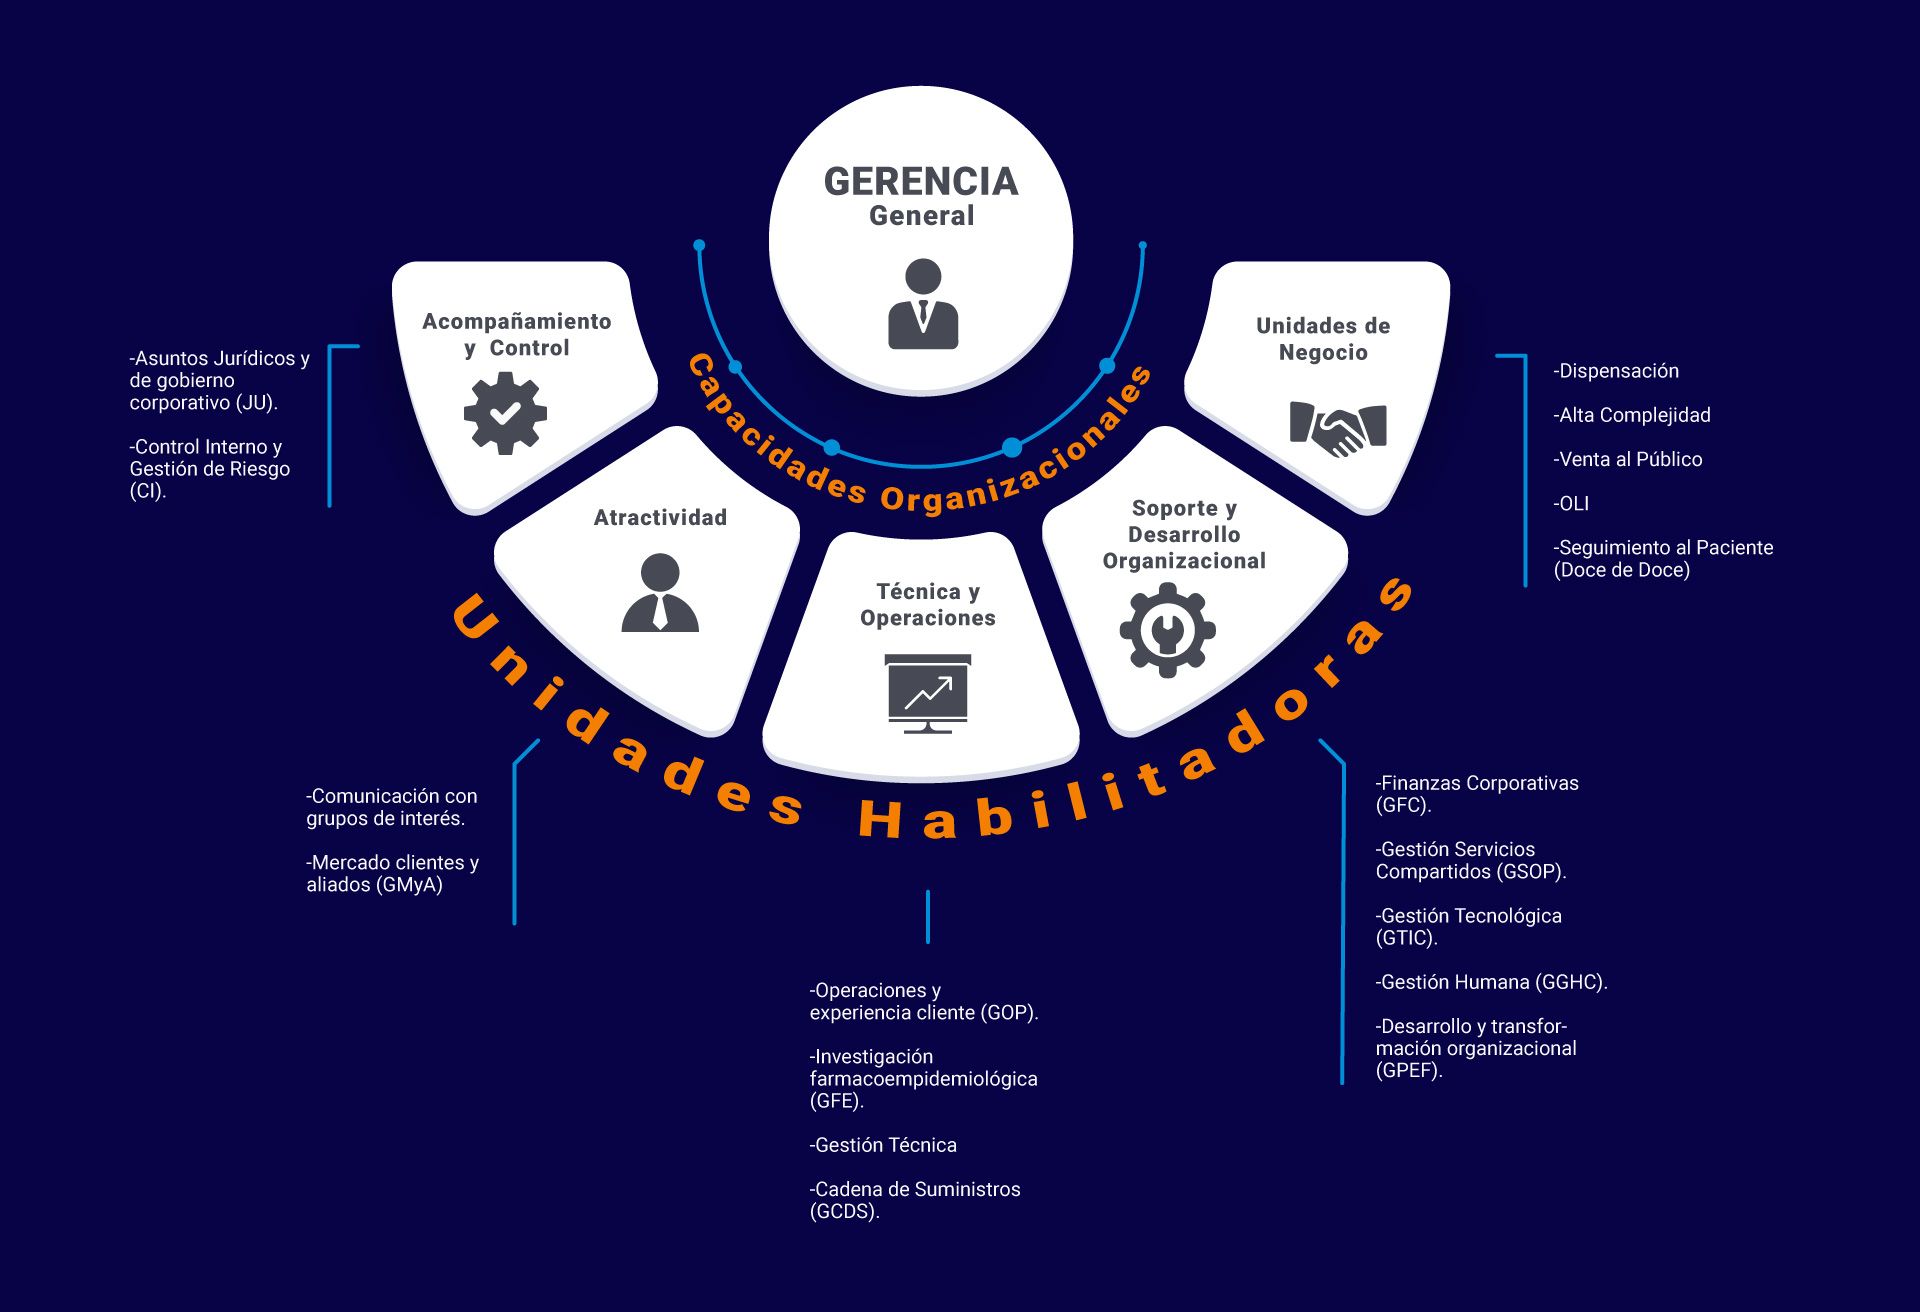 GERENCIA
General
Capacidades Organizacionales
Acompañamiento
y Control
-Asuntos Jurídicos y
de gobierno
corporativo (JU).
-Control Interno y
Gestión de Riesgo
(CI).
Atractividad
-Comunicación con
grupos de interés.
-Mercado clientes y
aliados (GMyA)
Técnica y
Operaciones
-Operaciones y
experiencia cliente (GOP).
-Investigación
farmacoempidemiológica
(GFE).
-Gestión Técnica
-Cadena de Suministros
(GCDS).
Soporte y
Desarrollo
Organizacional
-Finanzas Corporativas
(GFC).
-Gestión Servicios
Compartidos (GSOP).
-Gestión Tecnológica
(GTIC).
-Gestión Humana (GGHC).
-Desarrollo y transfor-
mación organizacional
(GPEF).
Unidades de
Negocio
-Dispensación
-Alta Complejidad
-Venta al Público
-OLI
-Seguimiento al Paciente
(Doce de Doce)
Unidades Habilitadoras